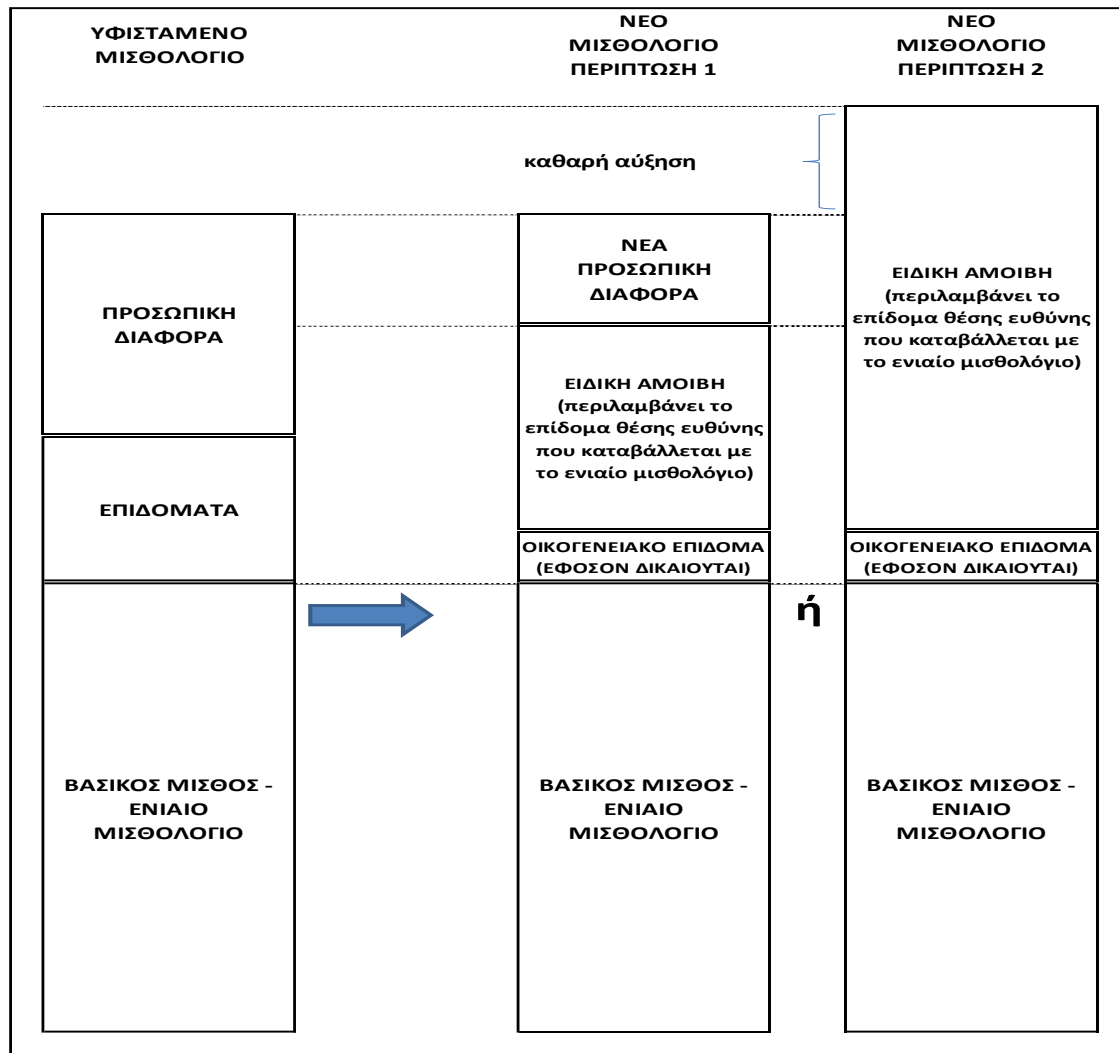 ΥΦΙΣΤΑΜΕΝΟ
ΜΙΣΘΟΛΟΓΙΟ
ΝΕΟ
ΜΙΣΘΟΛΟΓΙΟ
ΠΕΡΙΠΤΩΣΗ 1
ΝΕΟ
ΜΙΣΘΟΛΟΓΙΟ
ΠΕΡΙΠΤΩΣΗ 2
καθαρή αύξηση
ΠΡΟΣΩΠΙΚΗ
ΔΙΑΦΟΡΑ
ΕΠΙΔΟΜΑΤΑ
ΒΑΣΙΚΟΣ ΜΙΣΘΟΣ -
ΕΝΙΑΙΟ
ΜΙΣΘΟΛΟΓΙΟ
ΝΕΑ
ΠΡΟΣΩΠΙΚΗ
ΔΙΑΦΟΡΑ
ΕΙΔΙΚΗ ΑΜΟΙΒΗ
(περιλαμβάνει το
επίδομα θέσης ευθύνης
που καταβάλλεται με
το ενιαίο μισθολόγιο)
ΟΙΚΟΓΕΝΕΙΑΚΟ ΕΠΙΔΟΜΑ
(ΕΦΟΣΟΝ ΔΙΚΑΙΟΥΤΑΙ)
ΒΑΣΙΚΟΣ ΜΙΣΘΟΣ -
ΕΝΙΑΙΟ
ΜΙΣΘΟΛΟΓΙΟ
ή
ΕΙΔΙΚΗ ΑΜΟΙΒΗ
(περιλαμβάνει το
επίδομα θέσης ευθύνης
που καταβάλλεται με
το ενιαίο μισθολόγιο)
ΟΙΚΟΓΕΝΕΙΑΚΟ ΕΠΙΔΟΜΑ
(ΕΦΟΣΟΝ ΔΙΚΑΙΟΥΤΑΙ)
ΒΑΣΙΚΟΣ ΜΙΣΘΟΣ -
ΕΝΙΑΙΟ
ΜΙΣΘΟΛΟΓΙΟ